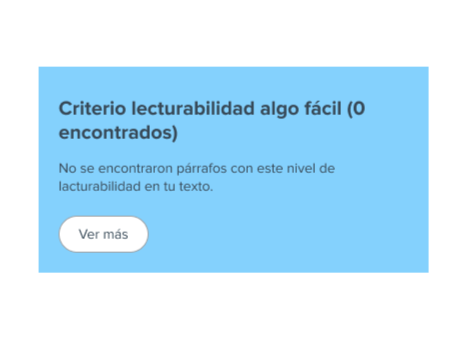 Criterio lecturabilidad algo fácil (0
encontrados)
No se encontraron párrafos con este nivel de
lacturabilidad en tu texto.
Ver más